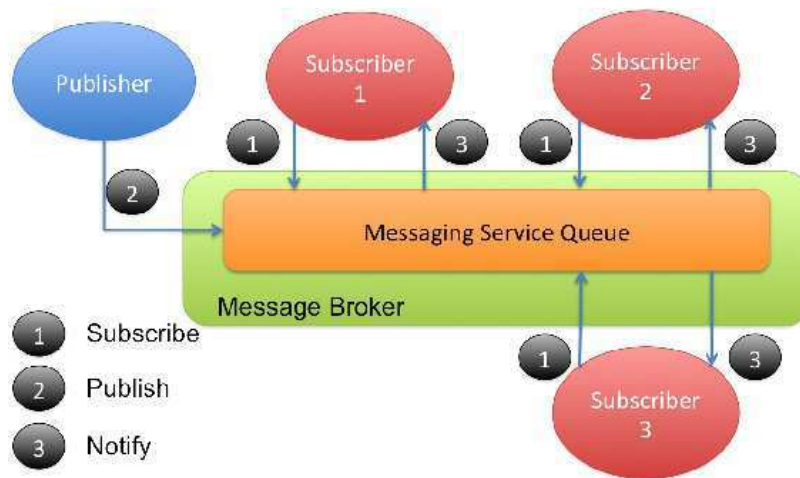 Publisher
Subscriber
1
Subscriber
2
1
3
1
3
2
Messaging Service Queue
Message Broker
1 Subscribe
2 Publish
3 Notify
1
3
Subscriber
3